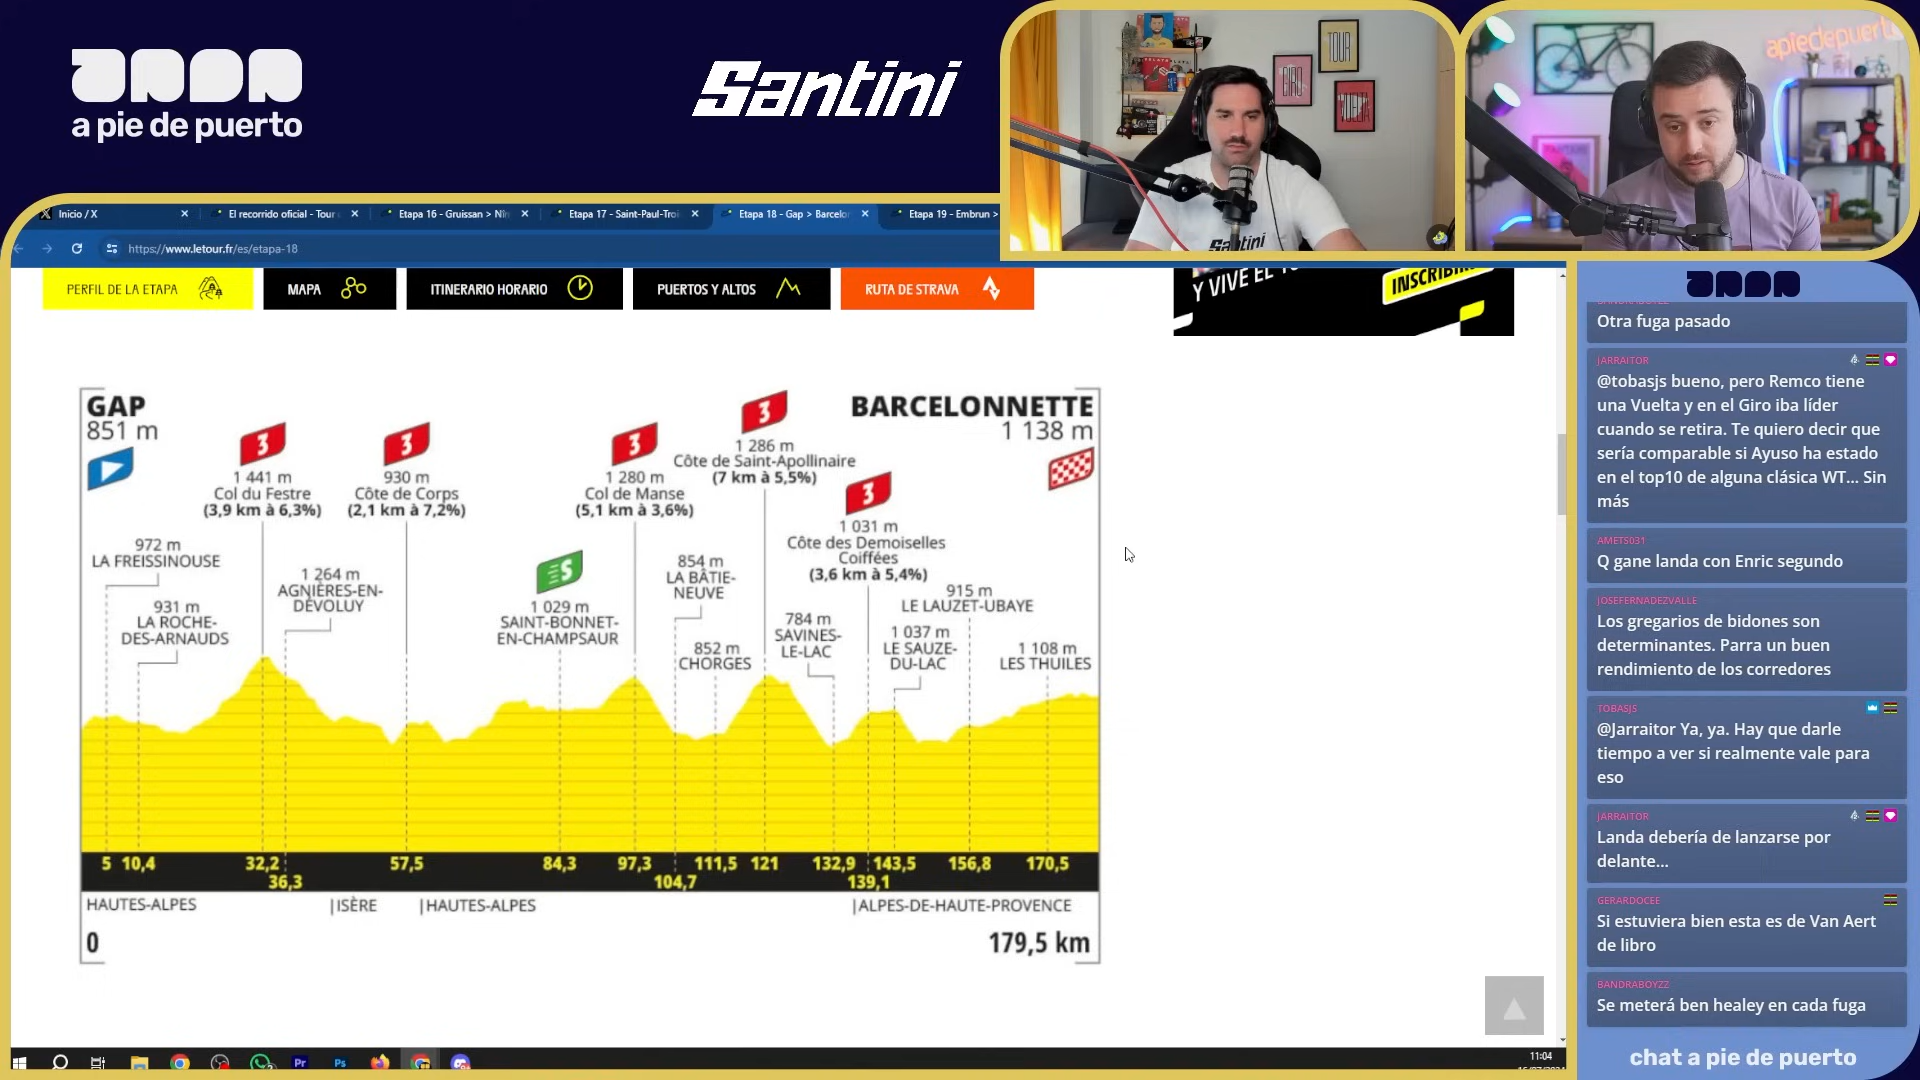 a pie de puerto
Santini
TOUR
GIRO
VUELTA
Santini
apiedepuerto
Inicio / X
El recorrido oficial - Tour
Etapa 16 - Gruissan > Nîm
Etapa 17 - Saint-Paul-Troi
Etapa 18 - Gap > Barcelor
Etapa 19 - Embrun >
https://www.letour.fr/es/etapa-18
PERFIL DE LA ETAPA
MAPA
ITINERARIO HORARIO
PUERTOS Y ALTOS
RUTA DE STRAVA
Y VIVE EL
GAP
851 m
BARCELONNETTE
1 138 m
3
1 441 m
Col du Festre
(3,9 km à 6,3%)
3
930 m
Côte de Corps
(2,1 km à 7,2%)
3
1 280 m
Col de Manse
(5,1 km à 3,6%)
3
1 286 m
Côte de Saint-Apollinaire
(7 km à 5,5%)
3
1 031 m
Côte des Demoiselles
Coiffées
(3,6 km à 5,4%)
972 m
LA FREISSINOUSE
931 m
LA ROCHE-
DES-ARNAUDS
1 264 m
AGNIÈRES-EN-
DÉVOLUY
S
1 029 m
SAINT-BONNET-
EN-CHAMPSAUR
854 m
LA BÂTIE-
NEUVE
852 m
CHORGES
784 m
SAVINES-
LE-LAC
1 037 m
LE SAUZE-
DU-LAC
915 m
LE LAUZET-UBAYE
1 108 m
LES THUILES
5 10,4 32,2 57,5 84,3 97,3 111,5 121 132,9 143,5 156,8 170,5
36,3 104,7 139,1
HAUTES-ALPES |ISÈRE |HAUTES-ALPES |ALPES-DE-HAUTE-PROVENCE
0 179,5 km
Pr
Ps
11:04
Otra fuga pasado
JARRAITOR
@tobasjs bueno, pero Remco tiene
una Vuelta y en el Giro iba líder
cuando se retira. Te quiero decir que
sería comparable si Ayuso ha estado
en el top10 de alguna clásica WT... Sin
más
AMETS031
Q gane landa con Enric segundo
JOSEFERNADEZVALLE
Los gregarios de bidones son
determinantes. Parra un buen
rendimiento de los corredores
TOBASJS
@Jarraitor Ya, ya. Hay que darle
tiempo a ver si realmente vale para
eso
JARRAITOR
Landa debería de lanzarse por
delante...
GERARDOCEE
Si estuviera bien esta es de Van Aert
de libro
BANDRABOYZZ
Se meterá ben healey en cada fuga
chat a pie de puerto